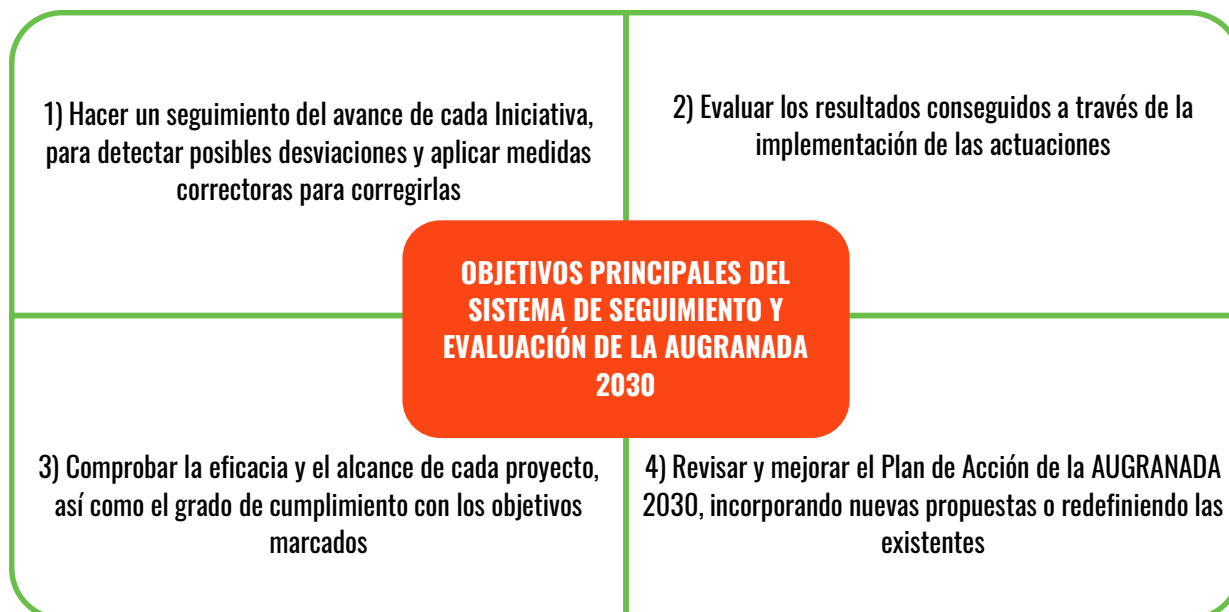 1) Hacer un seguimiento del avance de cada Iniciativa,
para detectar posibles desviaciones y aplicar medidas
correctoras para corregirlas
2) Evaluar los resultados conseguidos a través de la
implementación de las actuaciones
OBJETIVOS PRINCIPALES DEL
SISTEMA DE SEGUIMIENTO Y
EVALUACIÓN DE LA AUGRANADA
2030
3) Comprobar la eficacia y el alcance de cada proyecto,
así como el grado de cumplimiento con los objetivos
marcados
4) Revisar y mejorar el Plan de Acción de la AUGRANADA
2030, incorporando nuevas propuestas o redefiniendo las
existentes